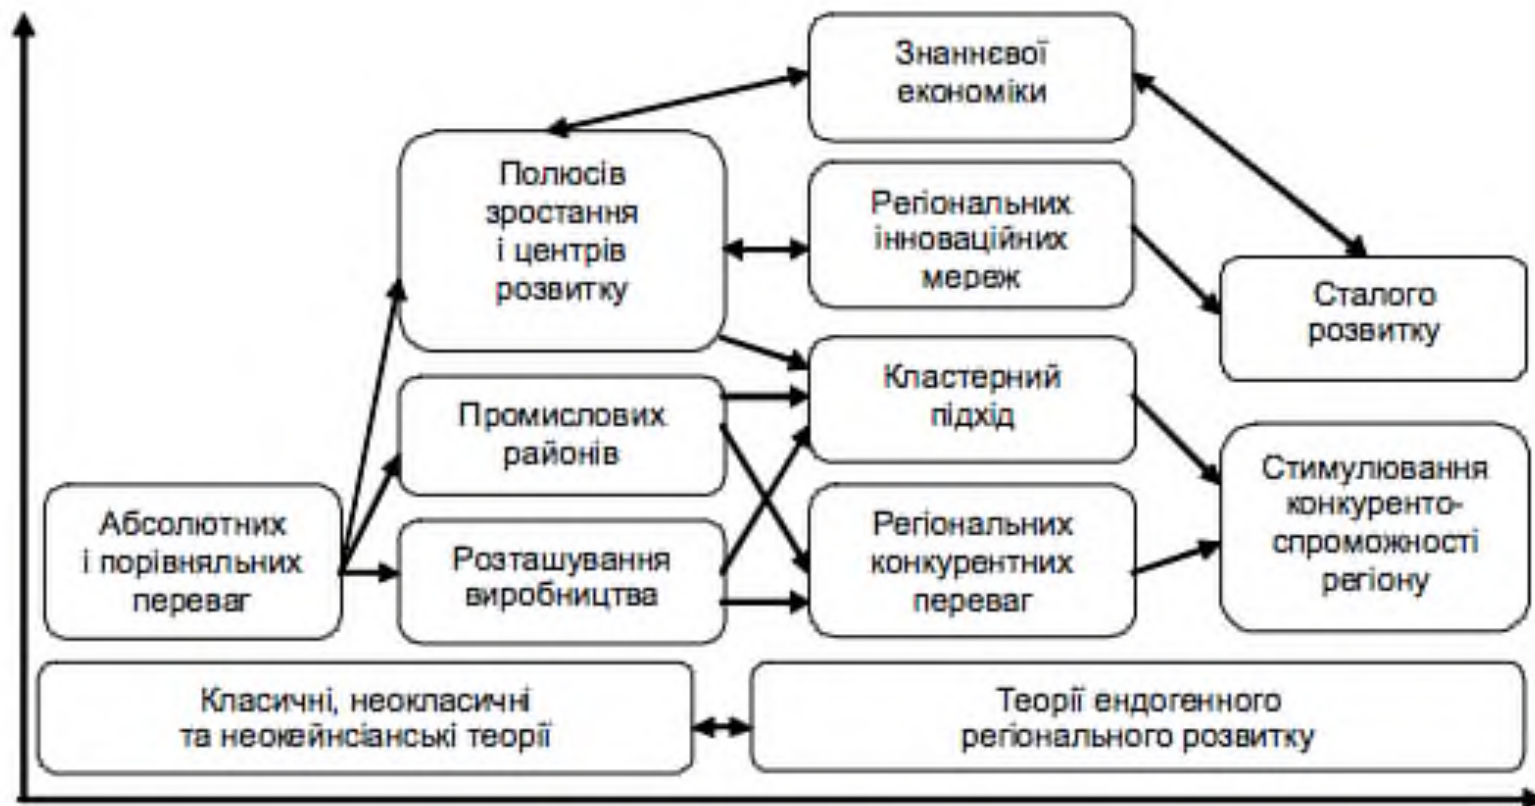 Знаннєвої
економіки
Полюсів
зростання
і центрів
розвитку
Регіональних
інноваційних
мереж
Сталого
розвитку
Кластерний
підхід
Промислових
районів
Стимулювання
конкуренто-
спроможності
регіону
Абсолютних
і порівняльних
переваг
Розташування
виробництва
Регіональних
конкурентних
переваг
Класичні, неокласичні
та неокейнсіанські теорії
Теорії ендогенного
регіонального розвитку